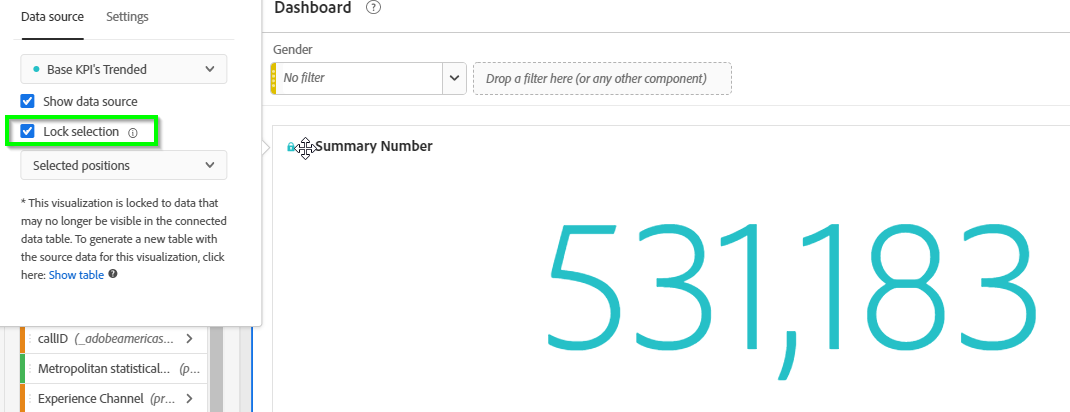 Data source
Settings
Base KPI's Trended
Show data source
Lock selection
Selected positions
* This visualization is locked to data that
may no longer be visible in the connected
data table. To generate a new table with
the source data for this visualization, click
here: Show table ?
callID (_adobeamericas...
Metropolitan statistical... (p...
Experience Channel (pr...
Dashboard ?
Gender
No filter
Drop a filter here (or any other component)
Summary Number
531,183